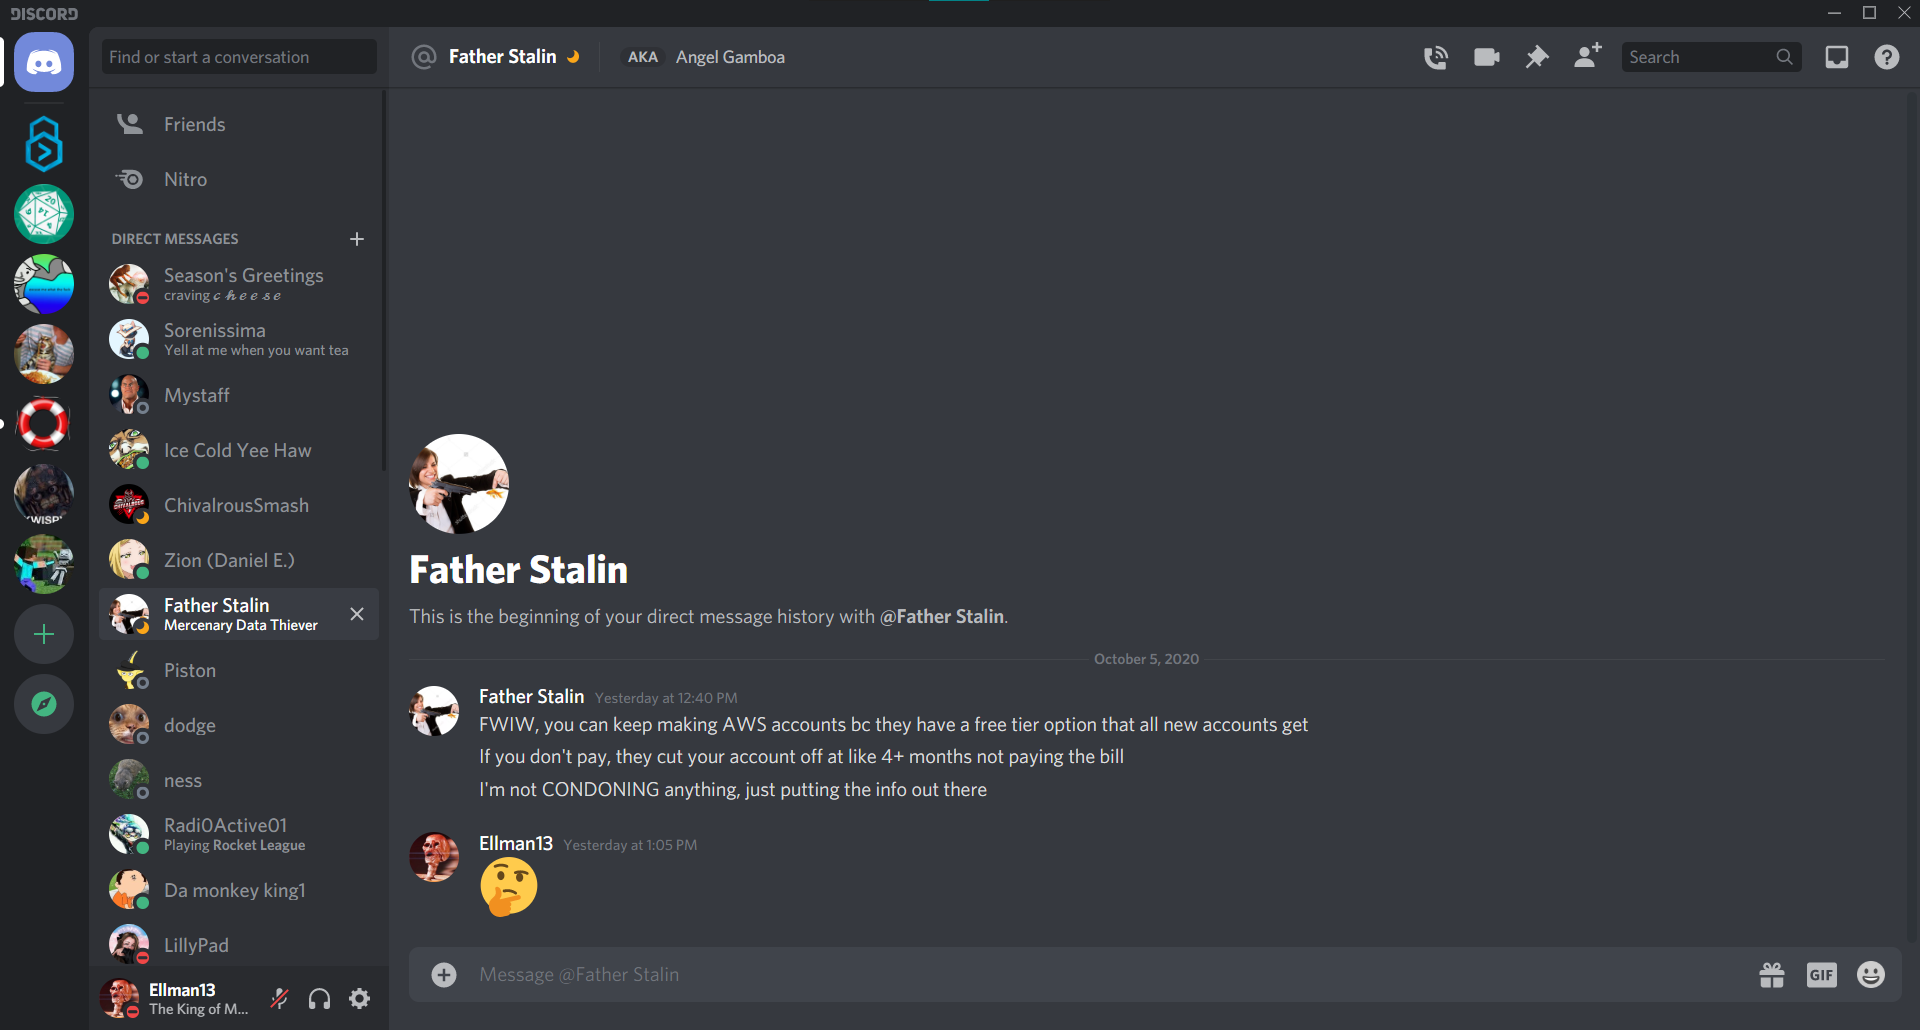 DISCORD
Find or start a conversation
Father Stalin
AKA
Angel Gamboa
Search
Friends
Nitro
DIRECT MESSAGES
Season's Greetings
craving 𝓬 𝓱 𝓮 𝓮 𝓼 𝓮
Sorenissima
Yell at me when you want tea
Mystaff
Ice Cold Yee Haw
ChivalrousSmash
Zion (Daniel E.)
Father Stalin
Mercenary Data Thiever
Piston
dodge
ness
Radi0Active01
Playing Rocket League
Da monkey king1
LillyPad
Ellman13
The King of M...
Father Stalin
This is the beginning of your direct message history with @Father Stalin.
October 5, 2020
Father Stalin Yesterday at 12:40 PM
FWIW, you can keep making AWS accounts bc they have a free tier option that all new accounts get
If you don't pay, they cut your account off at like 4+ months not paying the bill
I'm not CONDONING anything, just putting the info out there
Ellman13 Yesterday at 1:05 PM
Message @Father Stalin
GIF